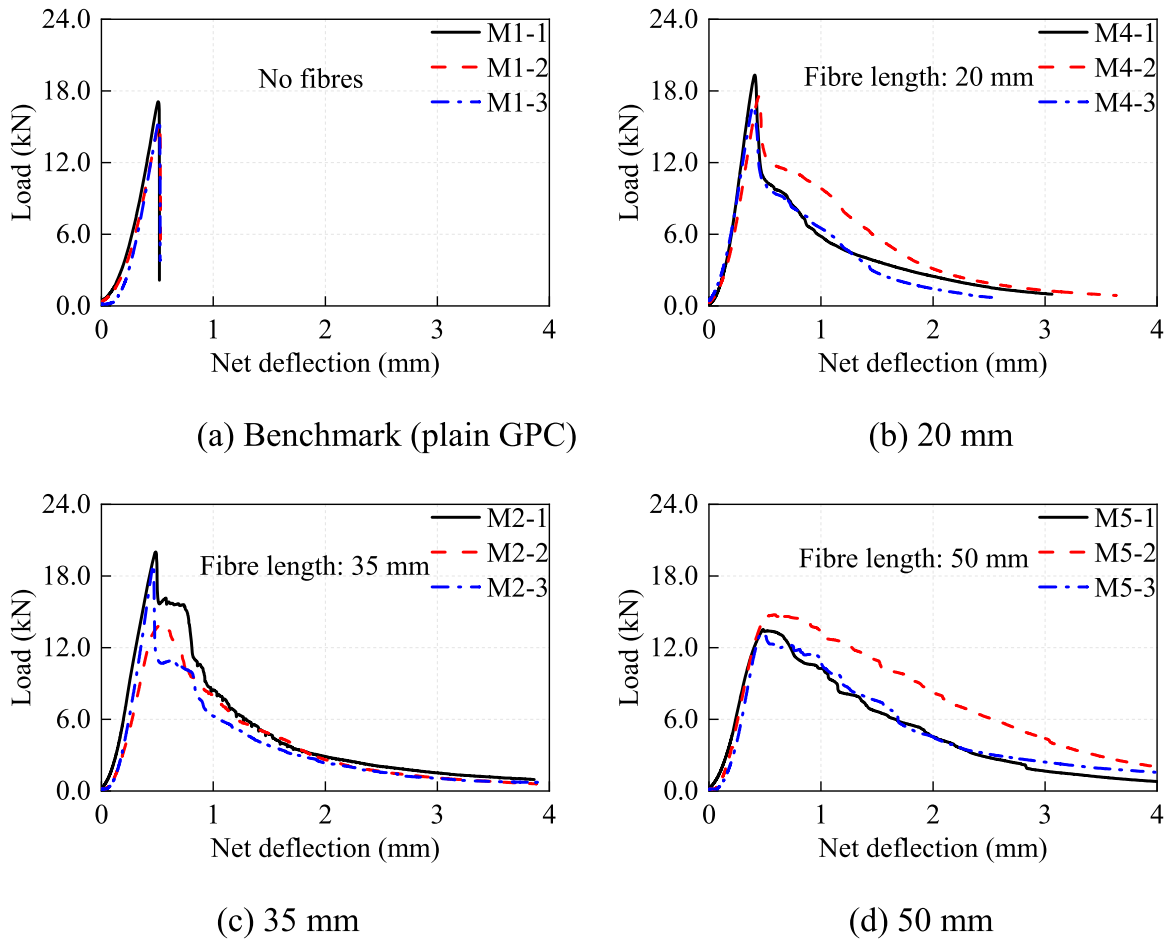 24.0
18.0
12.0
6.0
0.0
Load (kN)
No fibres
M1-1
M1-2
M1-3
0 1 2 3 4
Net deflection (mm)
(a) Benchmark (plain GPC)
24.0
18.0
12.0
6.0
0.0
Load (kN)
Fibre length: 20 mm
M4-1
M4-2
M4-3
0 1 2 3 4
Net deflection (mm)
(b) 20 mm
24.0
18.0
12.0
6.0
0.0
Load (kN)
Fibre length: 35 mm
M2-1
M2-2
M2-3
0 1 2 3 4
Net deflection (mm)
(c) 35 mm
24.0
18.0
12.0
6.0
0.0
Load (kN)
Fibre length: 50 mm
M5-1
M5-2
M5-3
0 1 2 3 4
Net deflection (mm)
(d) 50 mm